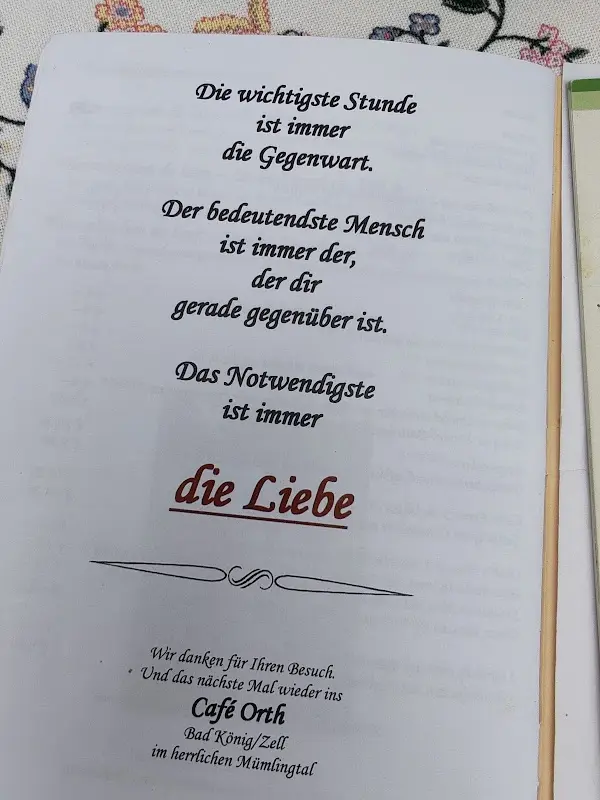 Die wichtigste Stunde
ist immer
die Gegenwart.
Der bedeutendste Mensch
ist immer der,
der dir
gerade gegenüber ist.
Das Notwendigste
ist immer
die Liebe
Wir danken für Ihren Besuch.
Und das nächste Mal wieder ins
Café Orth
Bad König/Zell
im herrlichen Mümlingtal